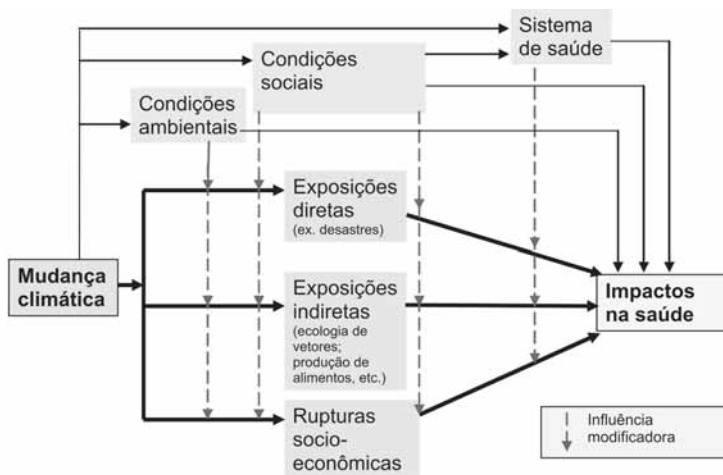 Sistema
de saúde
Condições
sociais
Condições
ambientais
Exposições
diretas
(ex. desastres)
Mudança
climática
Exposições
indiretas
(ecologia de
vetores;
produção de
alimentos, etc.)
Impactos
na saúde
Rupturas
socio-
econômicas
Influência
modificadora